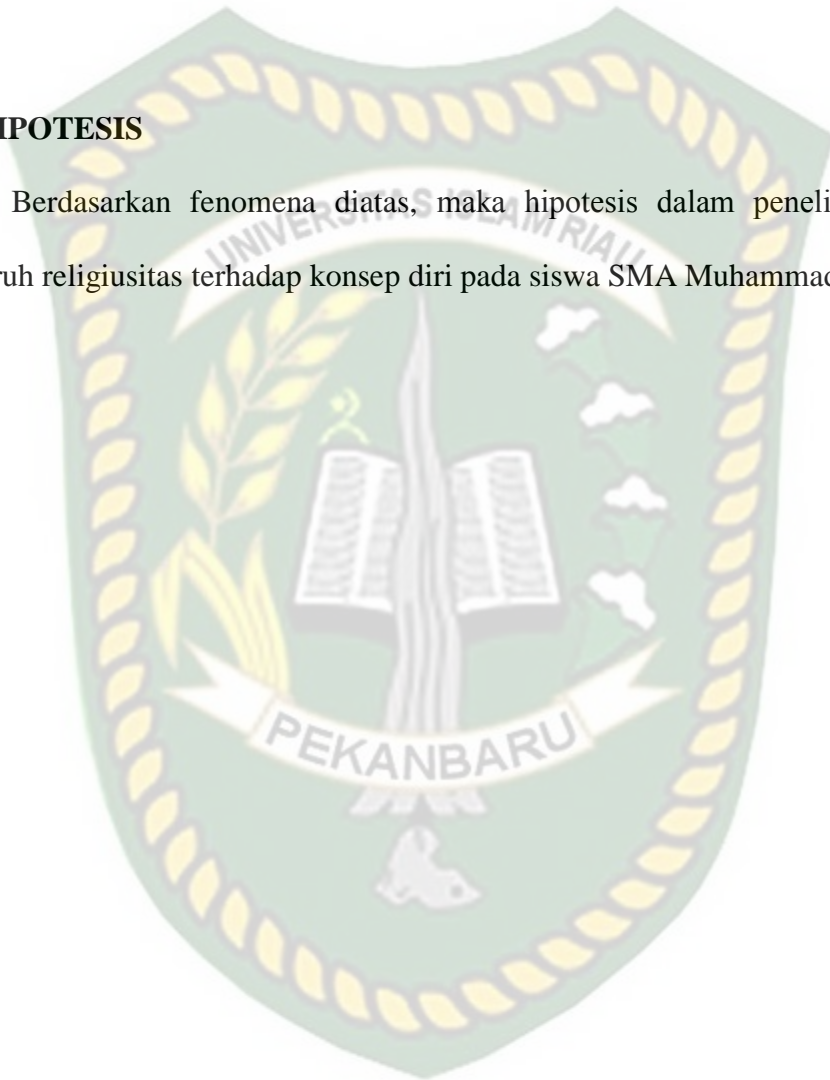 IPOTESIS
Berdasarkan fenomena diatas, maka hipotesis dalam peneli
ruh religiusitas terhadap konsep diri pada siswa SMA Muhammad
UNIVERSITAS ISLAM RIAU
PEKANBARU